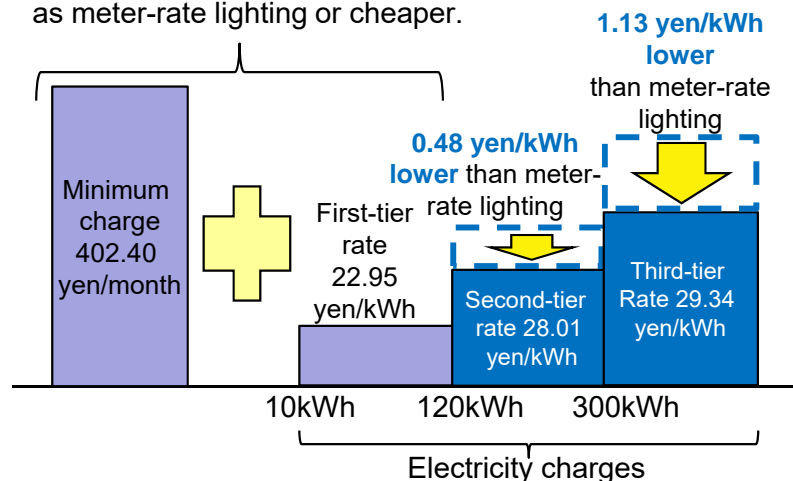 as meter-rate lighting or cheaper.
1.13 yen/kWh
lower
than meter-rate
lighting
0.48 yen/kWh
lower than meter-
rate lighting
Minimum
charge
402.40
yen/month
First-tier
rate
22.95
yen/kWh
Second-tier
rate 28.01
yen/kWh
Third-tier
Rate 29.34
yen/kWh
10kWh
120kWh
300kWh
Electricity charges